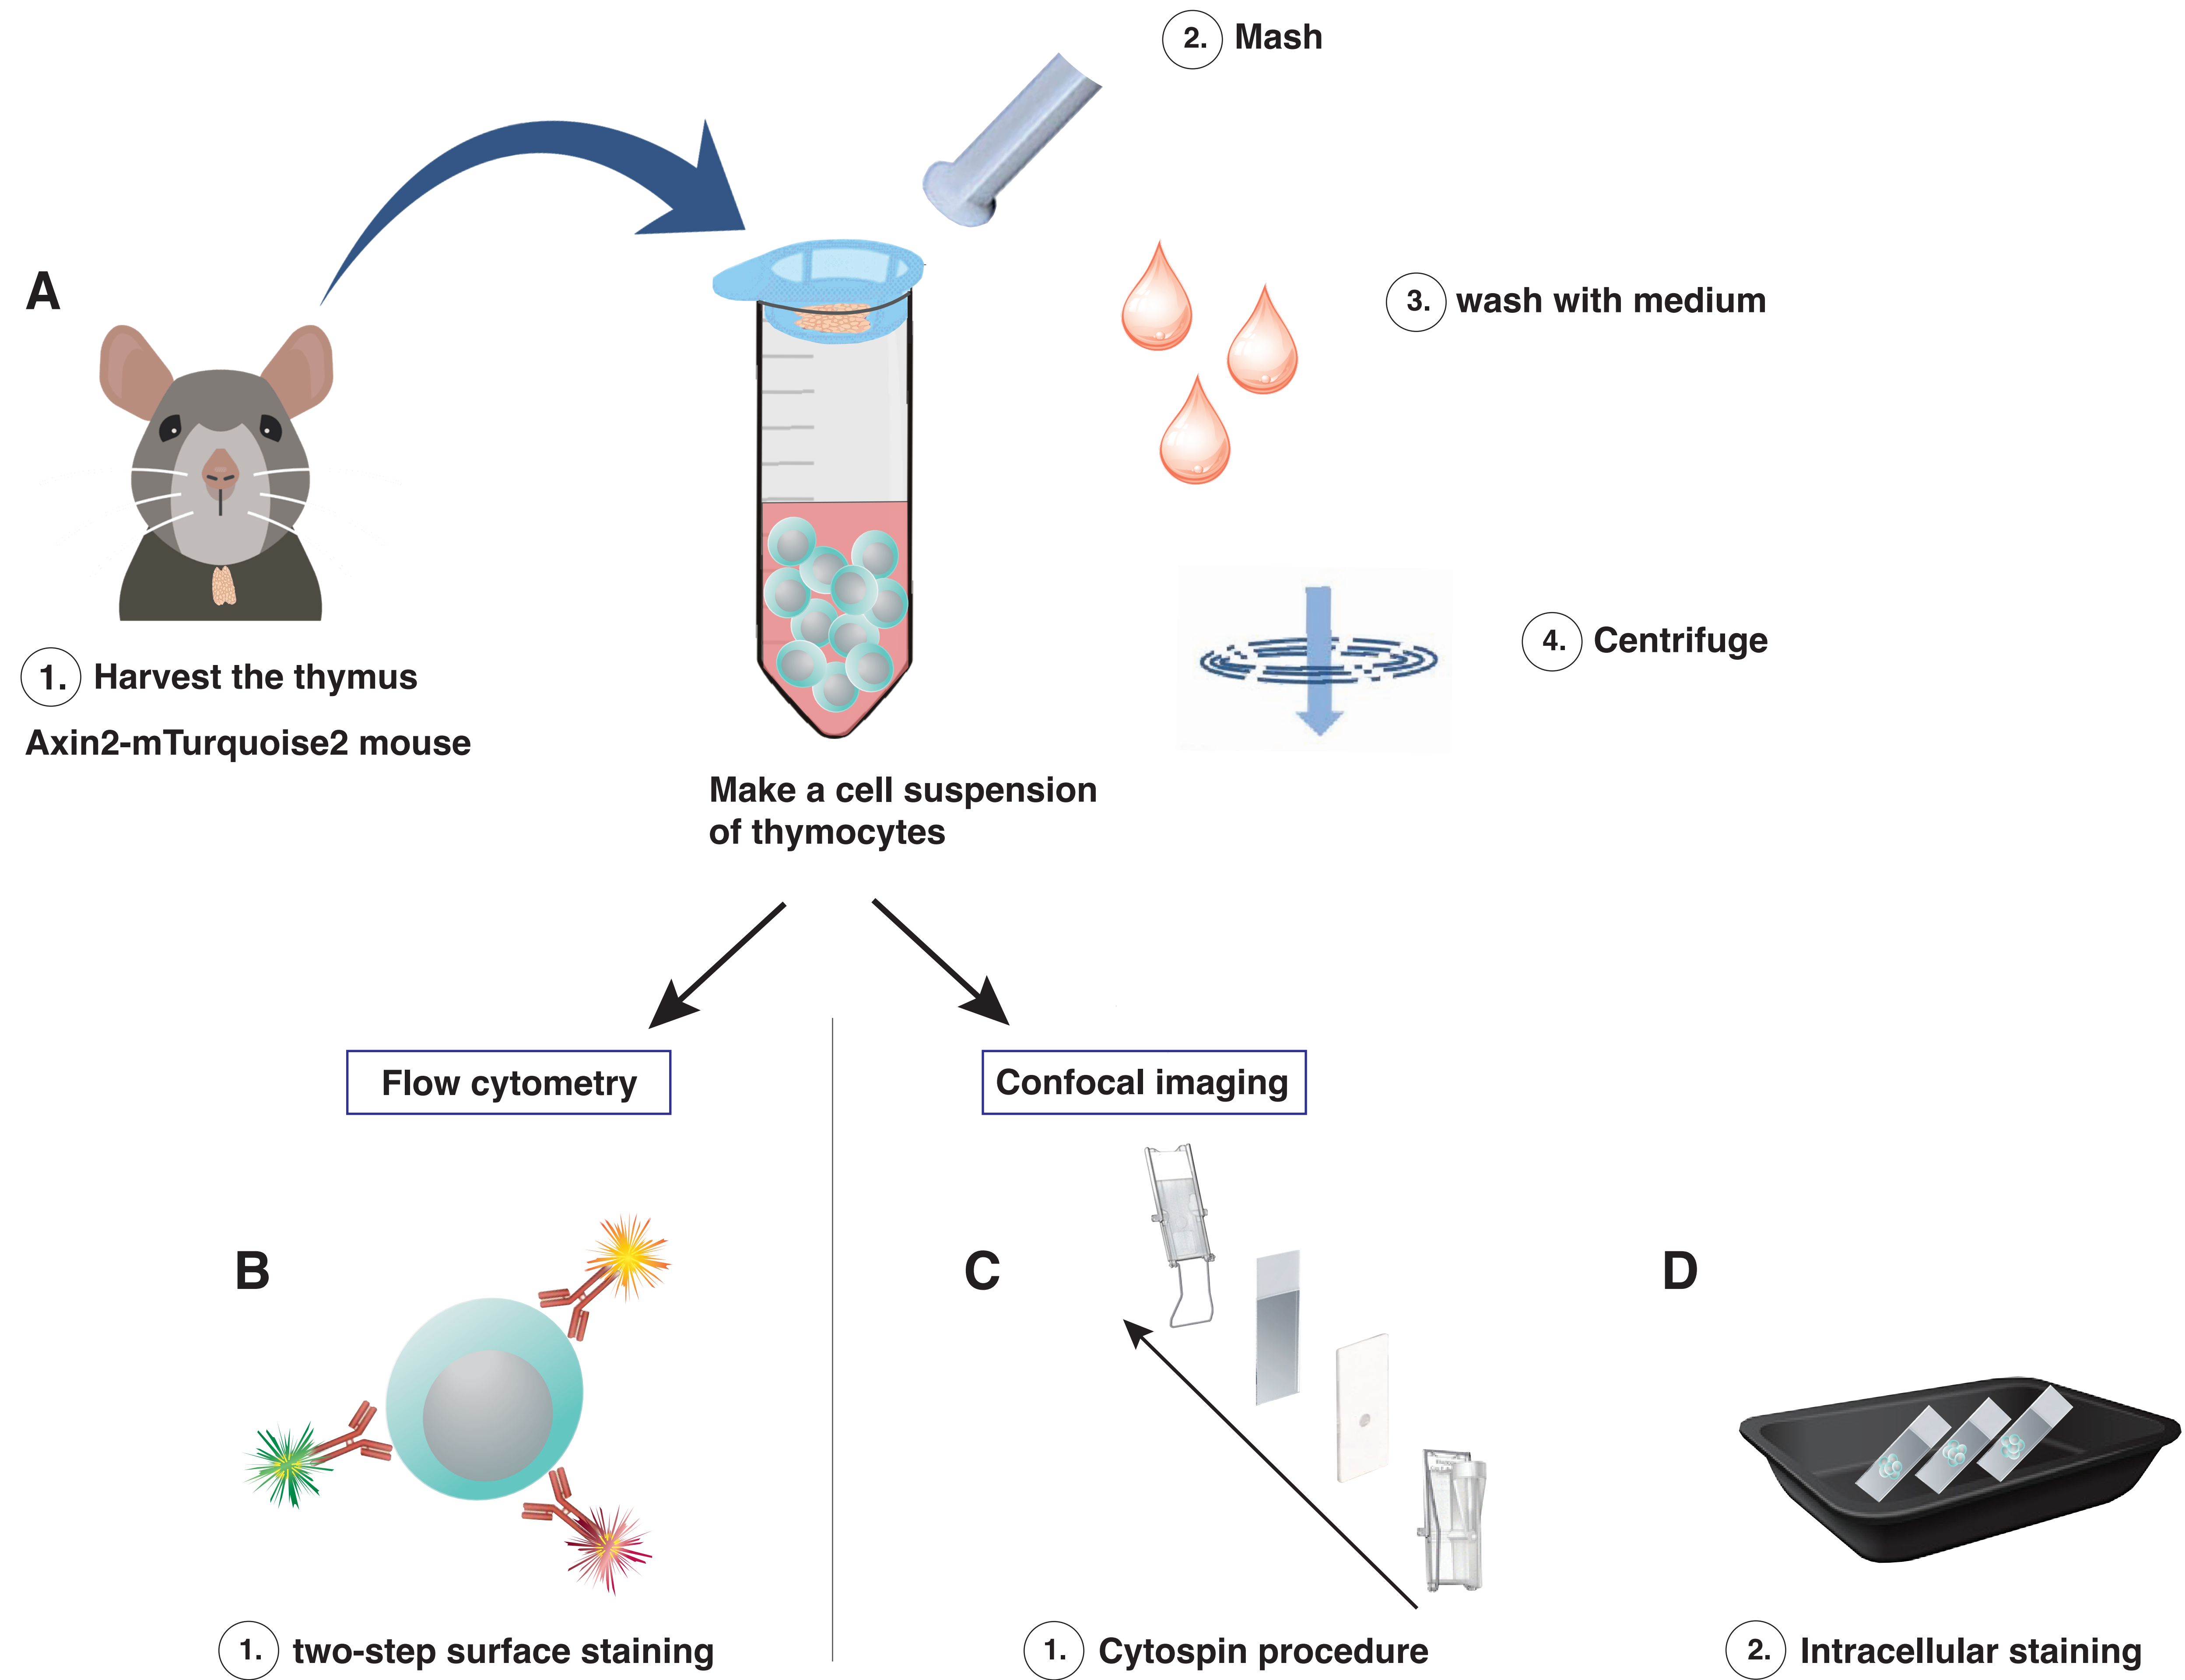 2. Mash
A
3. wash with medium
1. Harvest the thymus
Axin2-mTurquoise2 mouse
4. Centrifuge
Make a cell suspension
of thymocytes
Flow cytometry
Confocal imaging
B
C
D
1. two-step surface staining
1. Cytospin procedure
2. Intracellular staining